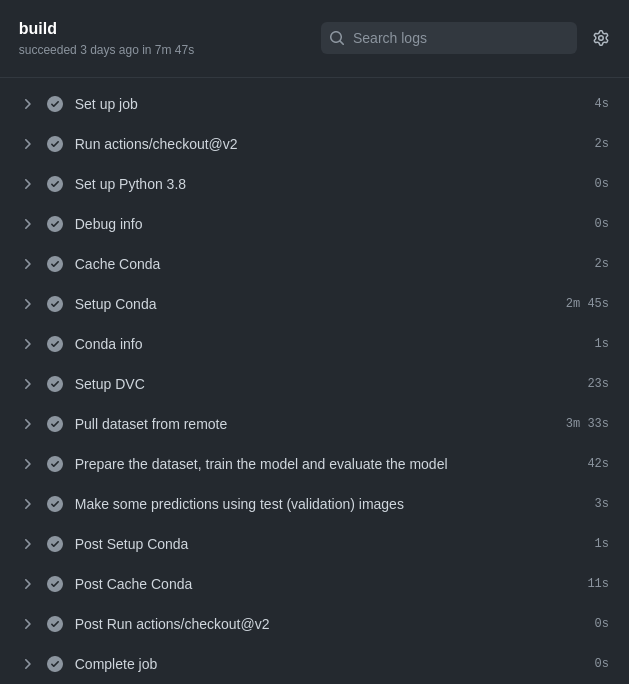 build
succeeded 3 days ago in 7m 47s
Search logs
Set up job 4s
Run actions/checkout@v2 2s
Set up Python 3.8 0s
Debug info 0s
Cache Conda 2s
Setup Conda 2m 45s
Conda info 1s
Setup DVC 23s
Pull dataset from remote 3m 33s
Prepare the dataset, train the model and evaluate the model 42s
Make some predictions using test (validation) images 3s
Post Setup Conda 1s
Post Cache Conda 11s
Post Run actions/checkout@v2 0s
Complete job 0s